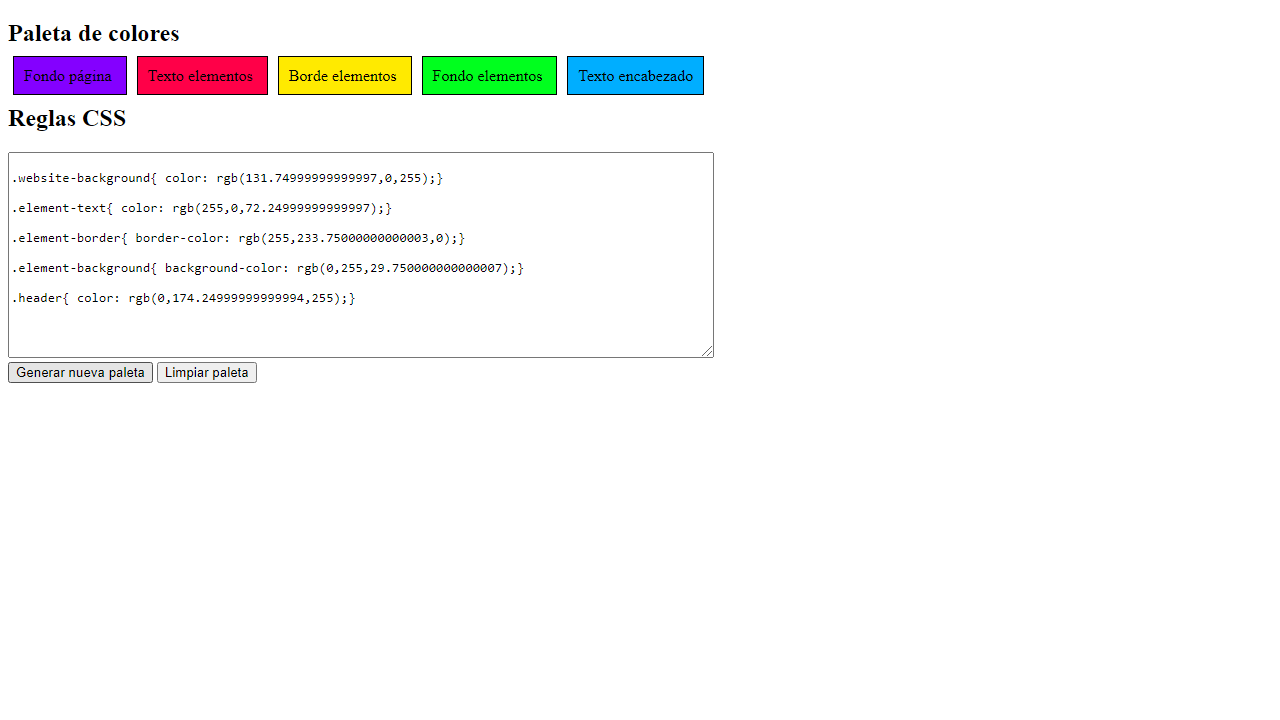 Paleta de colores
Fondo página Texto elementos Borde elementos Fondo elementos Texto encabezado
Reglas CSS
.website-background{ color: rgb(131.74999999999997,0,255);}
.element-text{ color: rgb(255,0,72.24999999999997);}
.element-border{ border-color: rgb(255,233.75000000000003,0);}
.element-background{ background-color: rgb(0,255,29.750000000000007);}
.header{ color: rgb(0,174.24999999999994,255);}
Generar nueva paleta Limpiar paleta